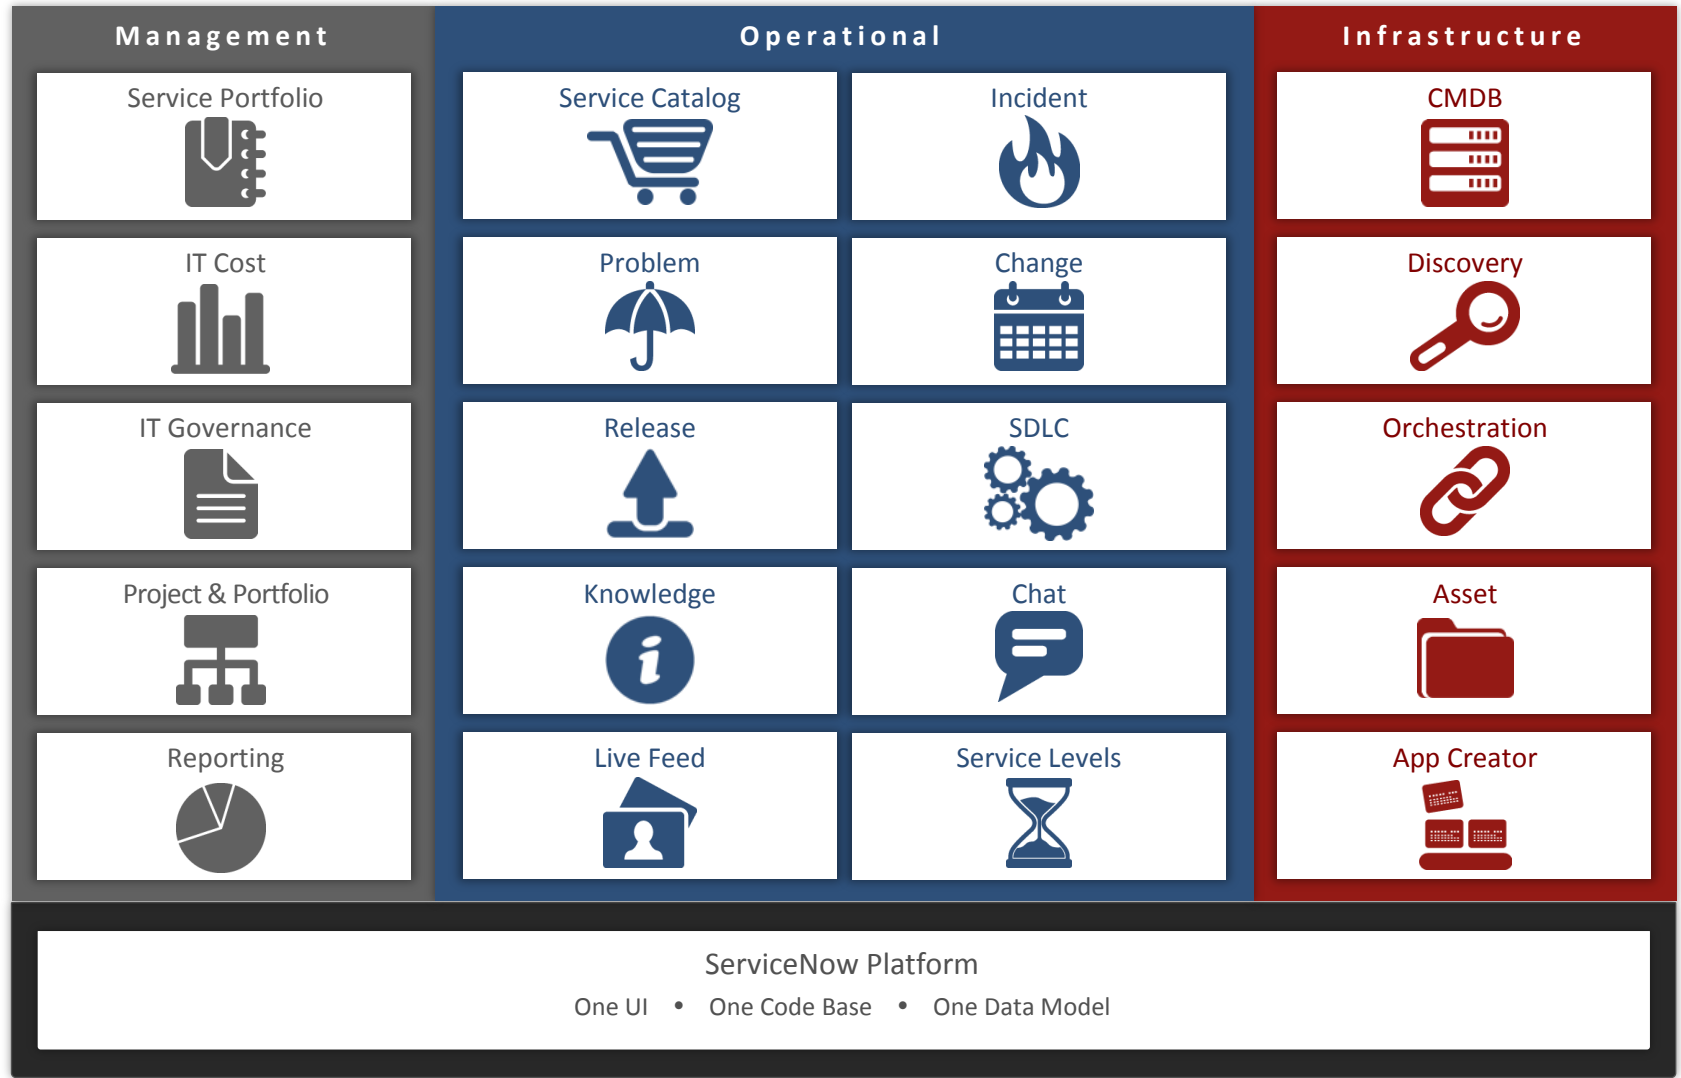 Management
Operational
Infrastructure
Service Portfolio
Service Catalog
Incident
CMDB
IT Cost
Problem
Change
Discovery
IT Governance
Release
SDLC
Orchestration
Project & Portfolio
Knowledge
i
Chat
Asset
Reporting
Live Feed
Service Levels
App Creator
ServiceNow Platform
One UI • One Code Base • One Data Model